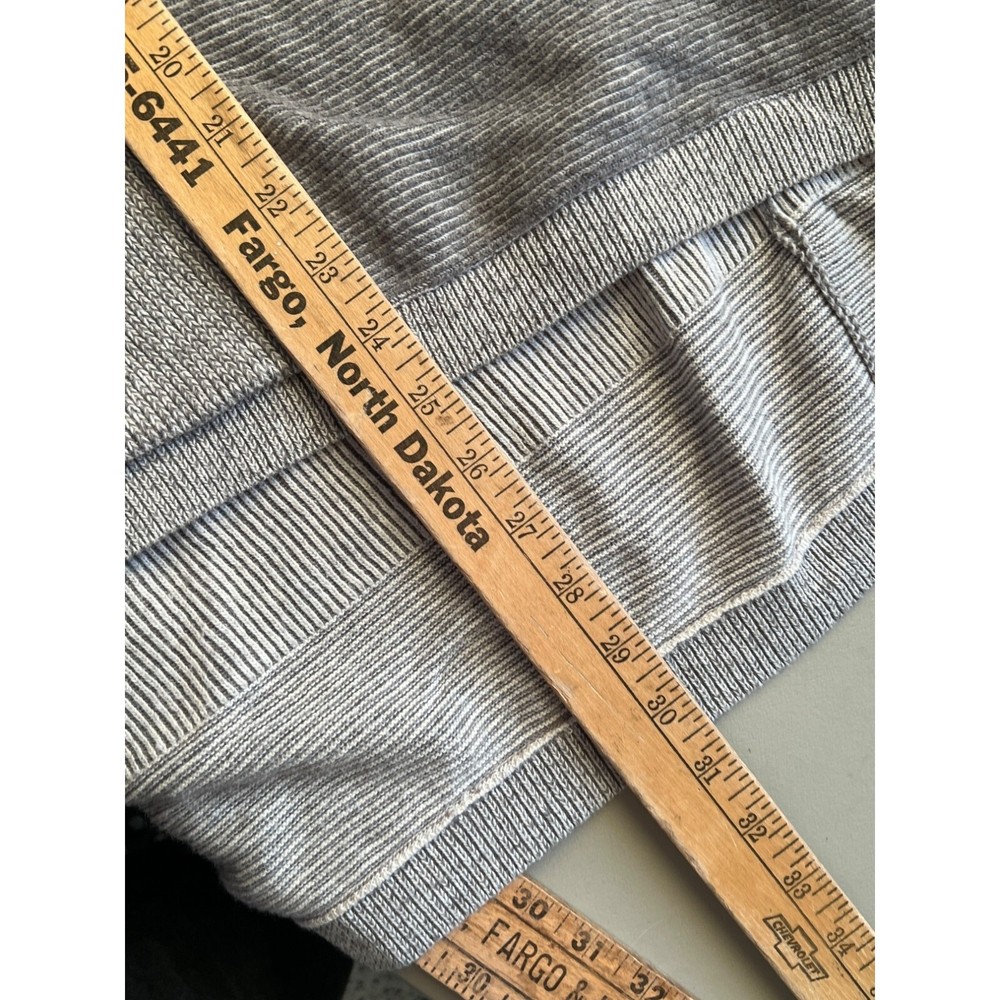 20 21 22 23 24 25 26 27 28 29 30 31 32 33 34
-6441 Fargo, North Dakota
CHEVROLET
30 31 32
FARGO &
30